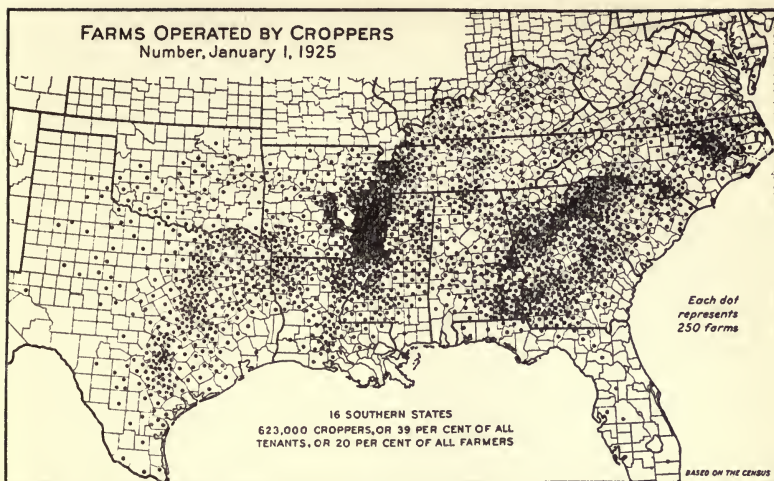 FARMS OPERATED BY CROPPERS
Number, January 1, 1925
Each dot
represents
250 farms
16 SOUTHERN STATES
623,000 CROPPERS, OR 39 PER CENT OF ALL
TENANTS, OR 20 PER CENT OF ALL FARMERS
BASED ON THE CENSUS